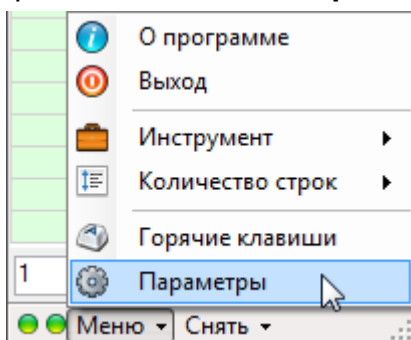 О программе
Выход
Инструмент
Количество строк
Горячие клавиши
1
Параметры
Меню
Снять